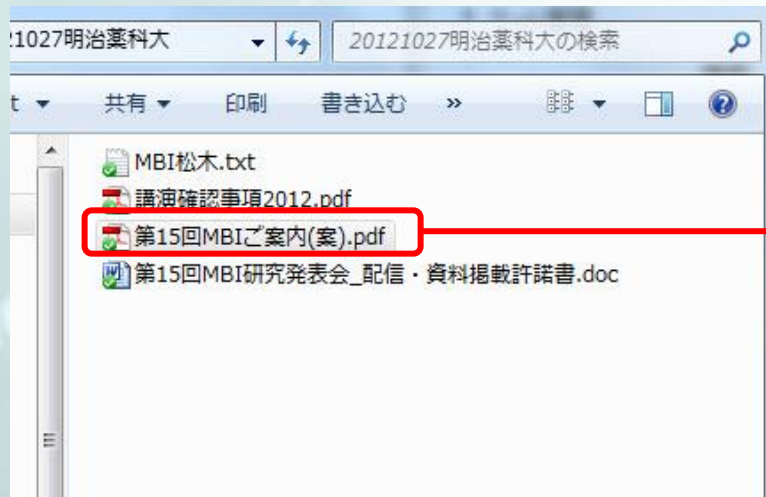 21027明治薬科大
20121027明治薬科大の検索
t
共有
印刷
書き込む
»
MBI松木.txt
講演確認事項2012.pdf
第15回MBIご案内(案).pdf
第15回MBI研究発表会_配信・資料掲載許諾書.doc